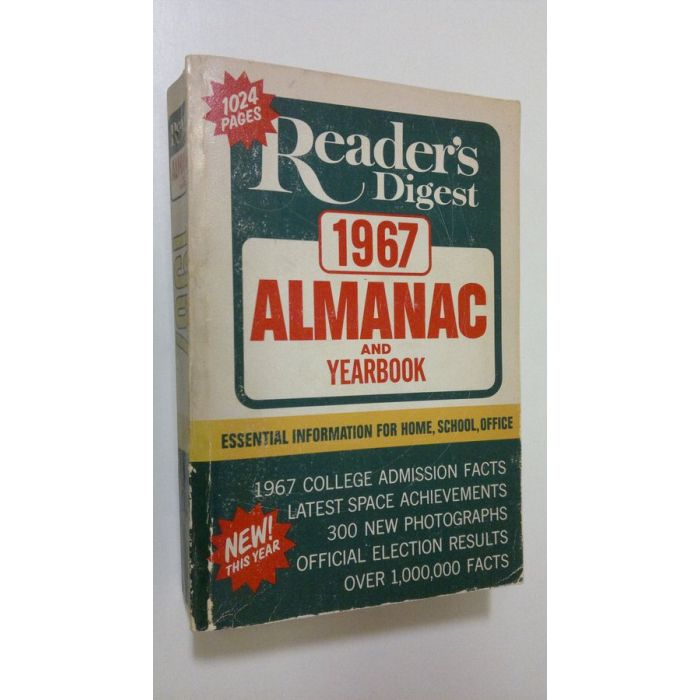 1024
PAGES
Reader's
Digest
1967
ALMANAC
AND
YEARBOOK
ESSENTIAL INFORMATION FOR HOME, SCHOOL, OFFICE
1967 COLLEGE ADMISSION FACTS
LATEST SPACE ACHIEVEMENTS
300 NEW PHOTOGRAPHS
OFFICIAL ELECTION RESULTS
OVER 1,000,000 FACTS
NEW!
THIS YEAR
1967